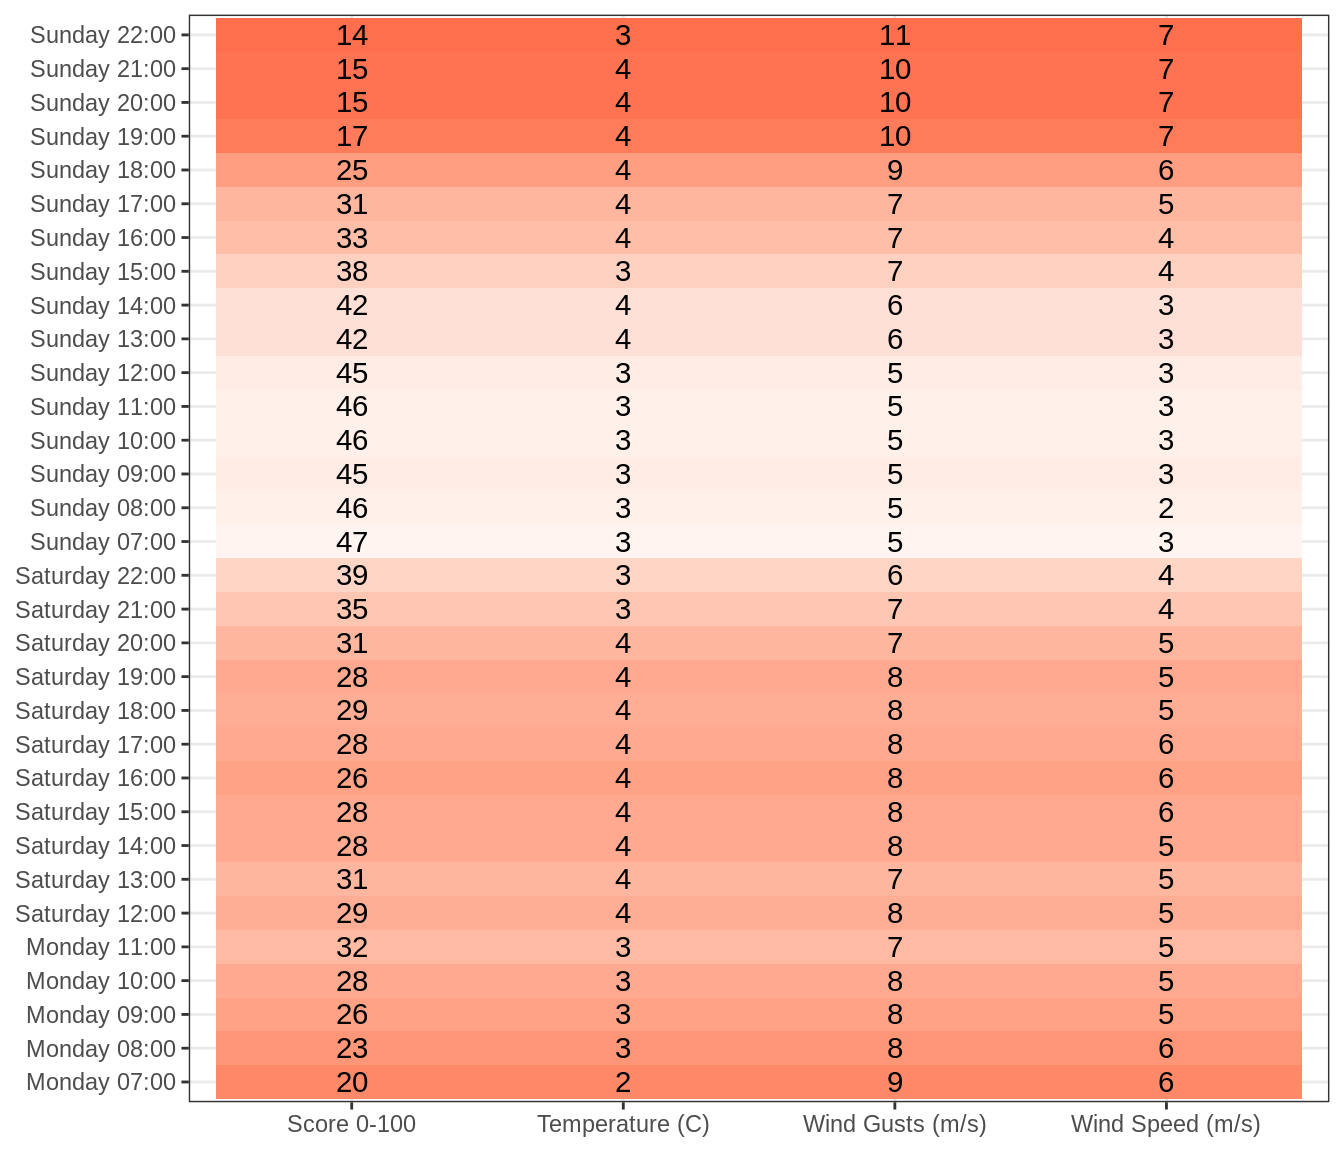 Sunday 22:00 14 3 11 7
Sunday 21:00 15 4 10 7
Sunday 20:00 15 4 10 7
Sunday 19:00 17 4 10 7
Sunday 18:00 25 4 9 6
Sunday 17:00 31 4 7 5
Sunday 16:00 33 4 7 4
Sunday 15:00 38 3 7 4
Sunday 14:00 42 4 6 3
Sunday 13:00 42 4 6 3
Sunday 12:00 45 3 5 3
Sunday 11:00 46 3 5 3
Sunday 10:00 46 3 5 3
Sunday 09:00 45 3 5 3
Sunday 08:00 46 3 5 2
Sunday 07:00 47 3 5 3
Saturday 22:00 39 3 6 4
Saturday 21:00 35 3 7 4
Saturday 20:00 31 4 7 5
Saturday 19:00 28 4 8 5
Saturday 18:00 29 4 8 5
Saturday 17:00 28 4 8 6
Saturday 16:00 26 4 8 6
Saturday 15:00 28 4 8 6
Saturday 14:00 28 4 8 5
Saturday 13:00 31 4 7 5
Saturday 12:00 29 4 8 5
Monday 11:00 32 3 7 5
Monday 10:00 28 3 8 5
Monday 09:00 26 3 8 5
Monday 08:00 23 3 8 6
Monday 07:00 20 2 9 6
Score 0-100 Temperature (C) Wind Gusts (m/s) Wind Speed (m/s)